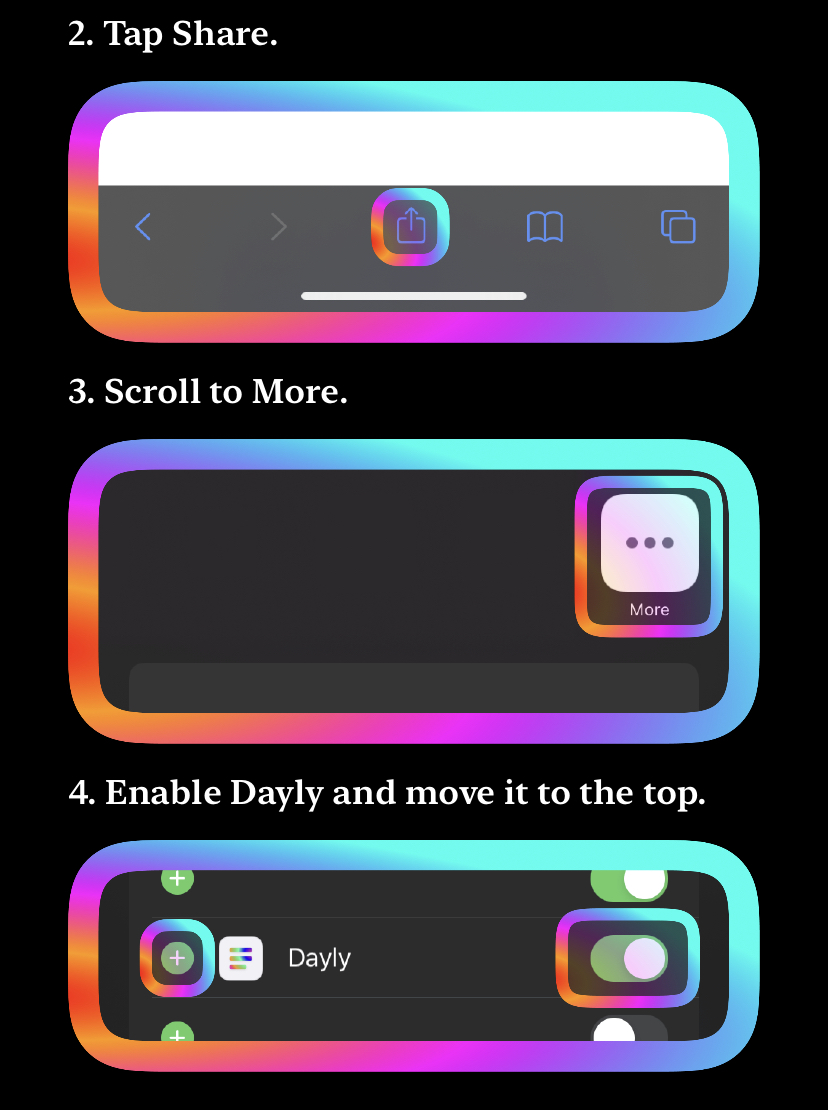 2. Tap Share.
3. Scroll to More.
More
4. Enable Dayly and move it to the top.
Dayly